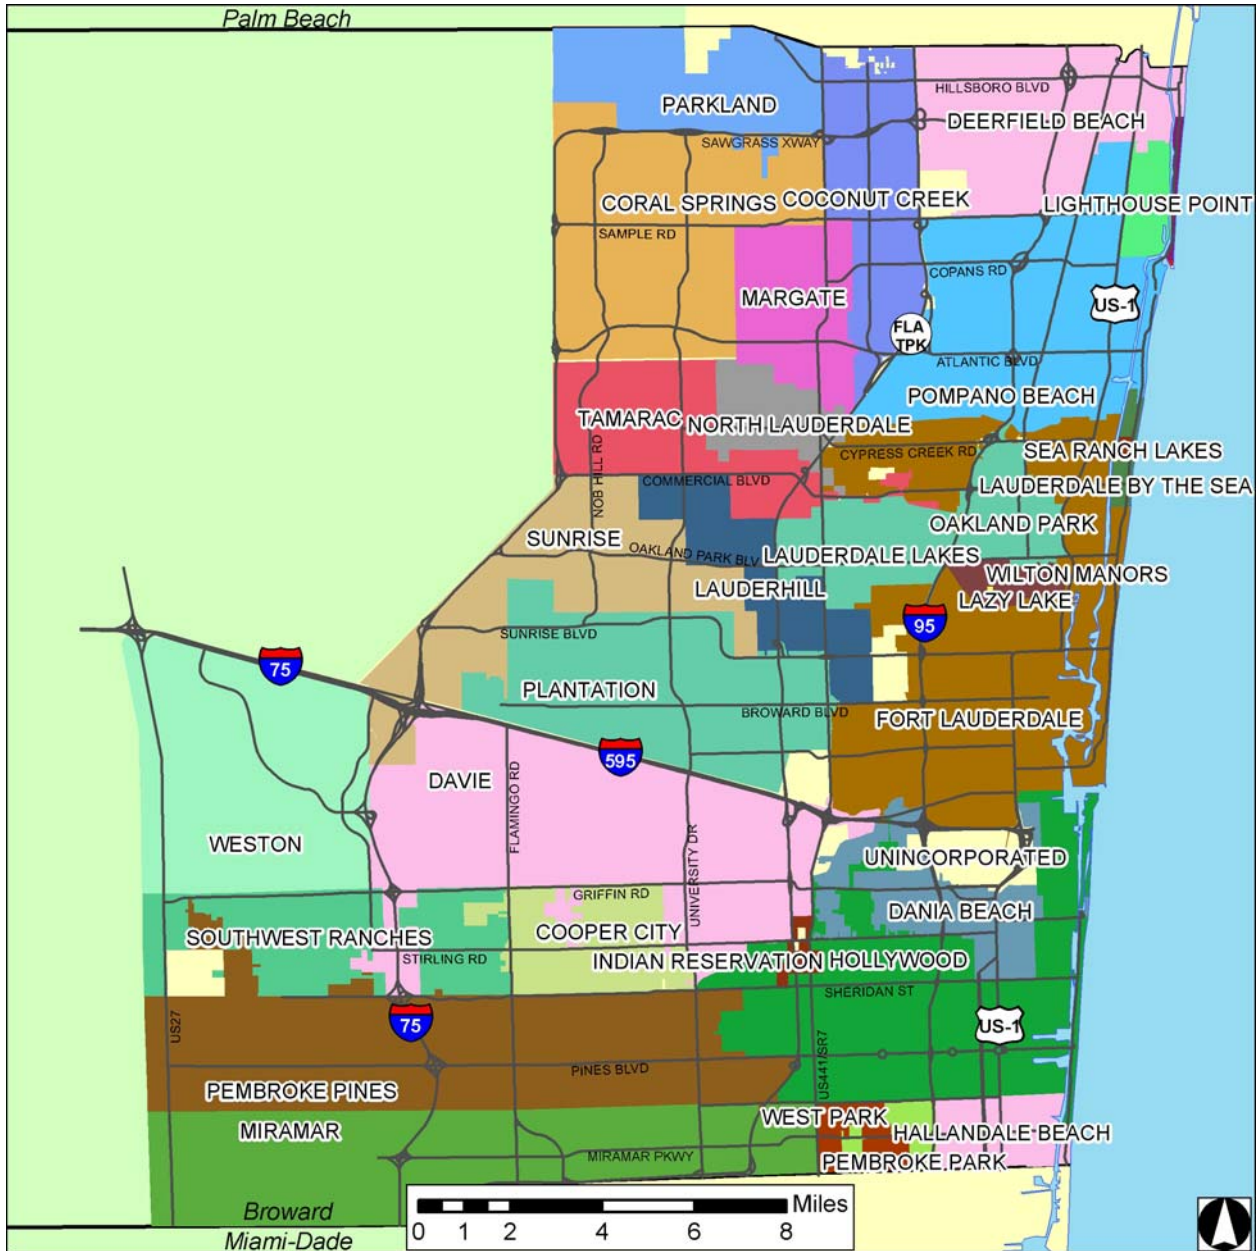 Palm Beach
HILLSBORO BLVD
PARKLAND
DEERFIELD BEACH
SAWGRASS XWAY
CORAL SPRINGS
COCONUT CREEK
LIGHTHOUSE POINT
SAMPLE RD
COPANS RD
MARGATE
US-1
FLA
TPK
ATLANTIC BLVD
POMPANO BEACH
TAMARAC
NORTH LAUDERDALE
CYPRESS CREEK RD
SEA RANCH LAKES
NOB HILL RD
COMMERCIAL BLVD
LAUDERDALE BY THE SEA
OAKLAND PARK
SUNRISE
OAKLAND PARK BLV
LAUDERDALE LAKES
WILTON MANORS
LAUDERHILL
LAZY LAKE
95
SUNRISE BLVD
75
PLANTATION
BROWARD BLVD
FORT LAUDERDALE
595
DAVIE
FLAMINGO RD
UNIVERSITY DR
WESTON
UNINCORPORATED
GRIFFIN RD
DANIA BEACH
SOUTHWEST RANCHES
COOPER CITY
STIRLING RD
INDIAN RESERVATION
HOLLYWOOD
SHERIDAN ST
75
US-1
US27
US441/SR7
PINES BLVD
PEMBROKE PINES
WEST PARK
MIRAMAR
HALLANDALE BEACH
MIRAMAR PKWY
PEMBROKE PARK
Broward
Miami-Dade
Miles
0 1 2 4 6 8